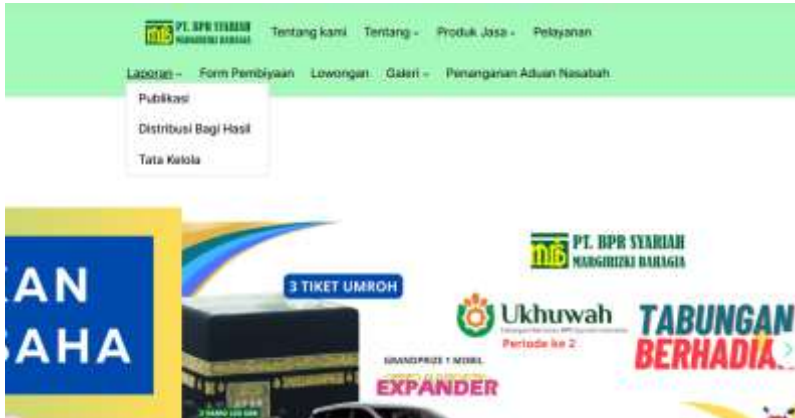 PT. BPR SYARIAH
MARGIRIZKI BAHAGIA
Tentang kami Tentang Produk Jasa Pelayanan
Laporan Form Pembiyaan Lowongan Galeri Penanganan Aduan Nasabah
Publikasi
Distribusi Bagi Hasil
Tata Kelola
KAN
SAHA
3 TIKET UMROH
PT. BPR SYARIAH
MARGIRIZKI BAHAGIA
Ukhuwah
Periode ke 2
TABUNGAN
BERHADIA
GRANDPRIZE 1 MOBIL
EXPANDER